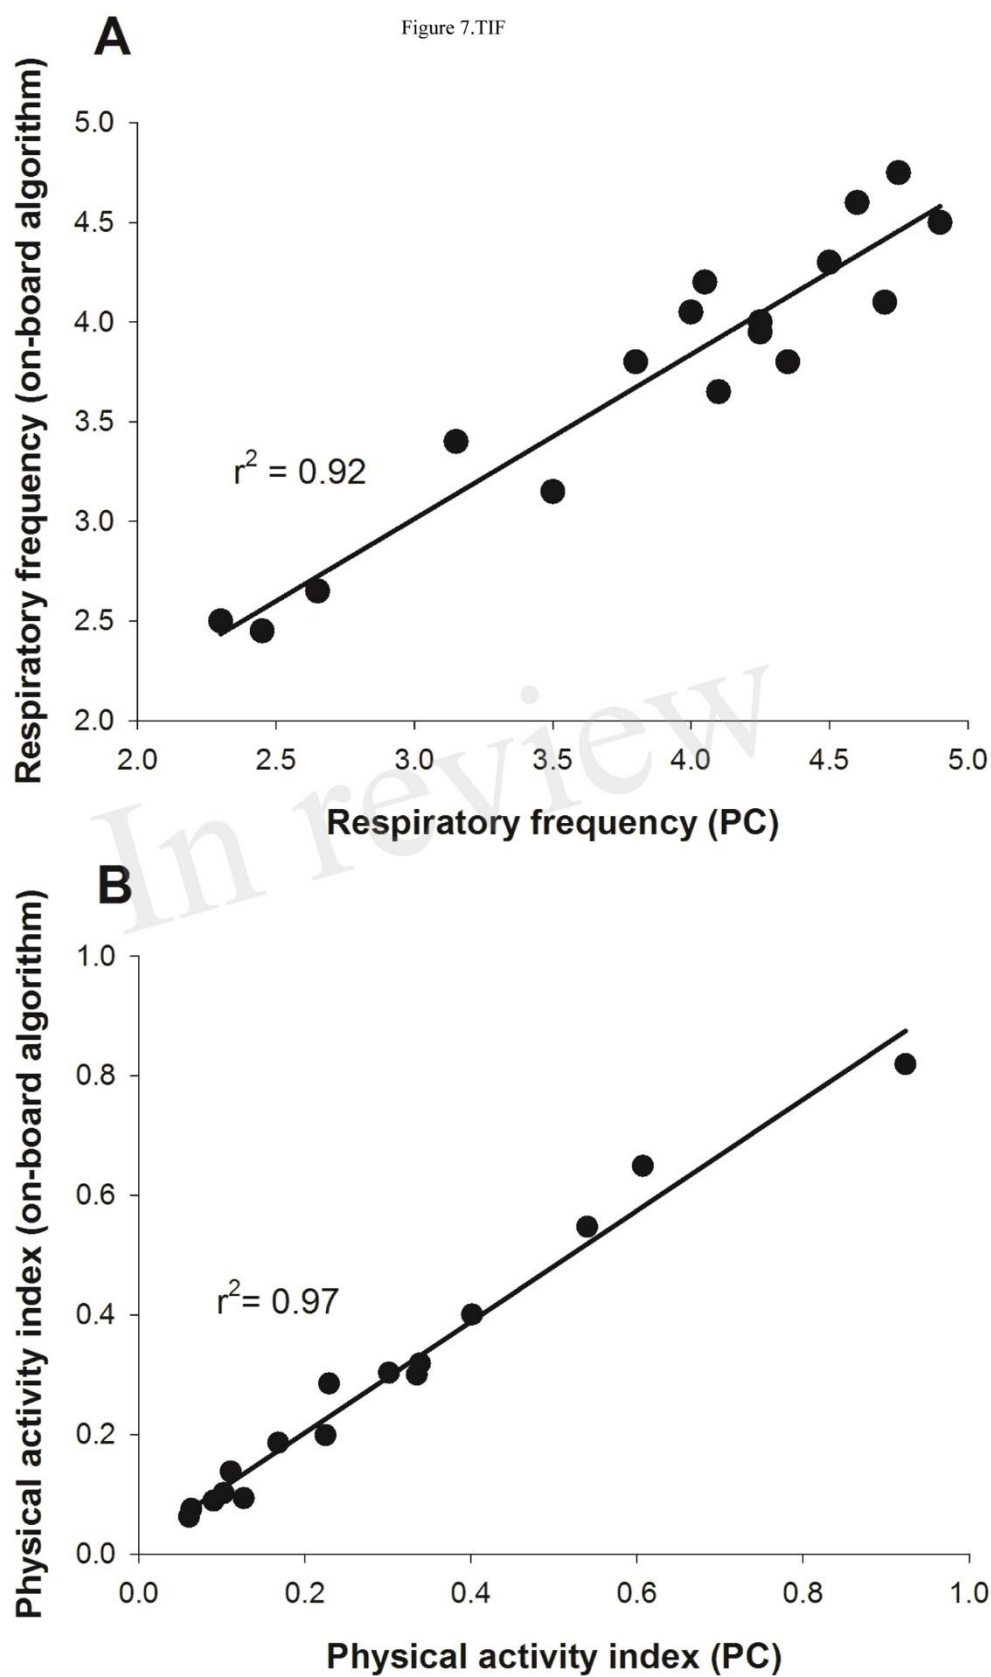 Figure 7.TIF
A
Respiratory frequency (on-board algorithm)
5.0
4.5
4.0
3.5
3.0
2.5
2.0
r² = 0.92
2.0 2.5 3.0 3.5 4.0 4.5 5.0
Respiratory frequency (PC)
In review
B
Physical activity index (on-board algorithm)
1.0
0.8
0.6
0.4
0.2
0.0
r²= 0.97
0.0 0.2 0.4 0.6 0.8 1.0
Physical activity index (PC)